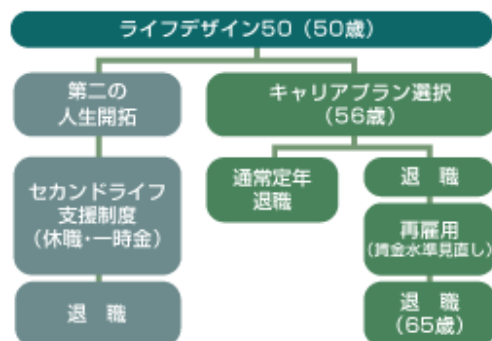 ライフデザイン50（50歳）
第二の
人生開拓
キャリアプラン選択
（56歳）
セカンドライフ
支援制度
（休職・一時金）
通常定年
退職
退　職
再雇用
（賃金水準見直し）
退　職
退　職
（65歳）